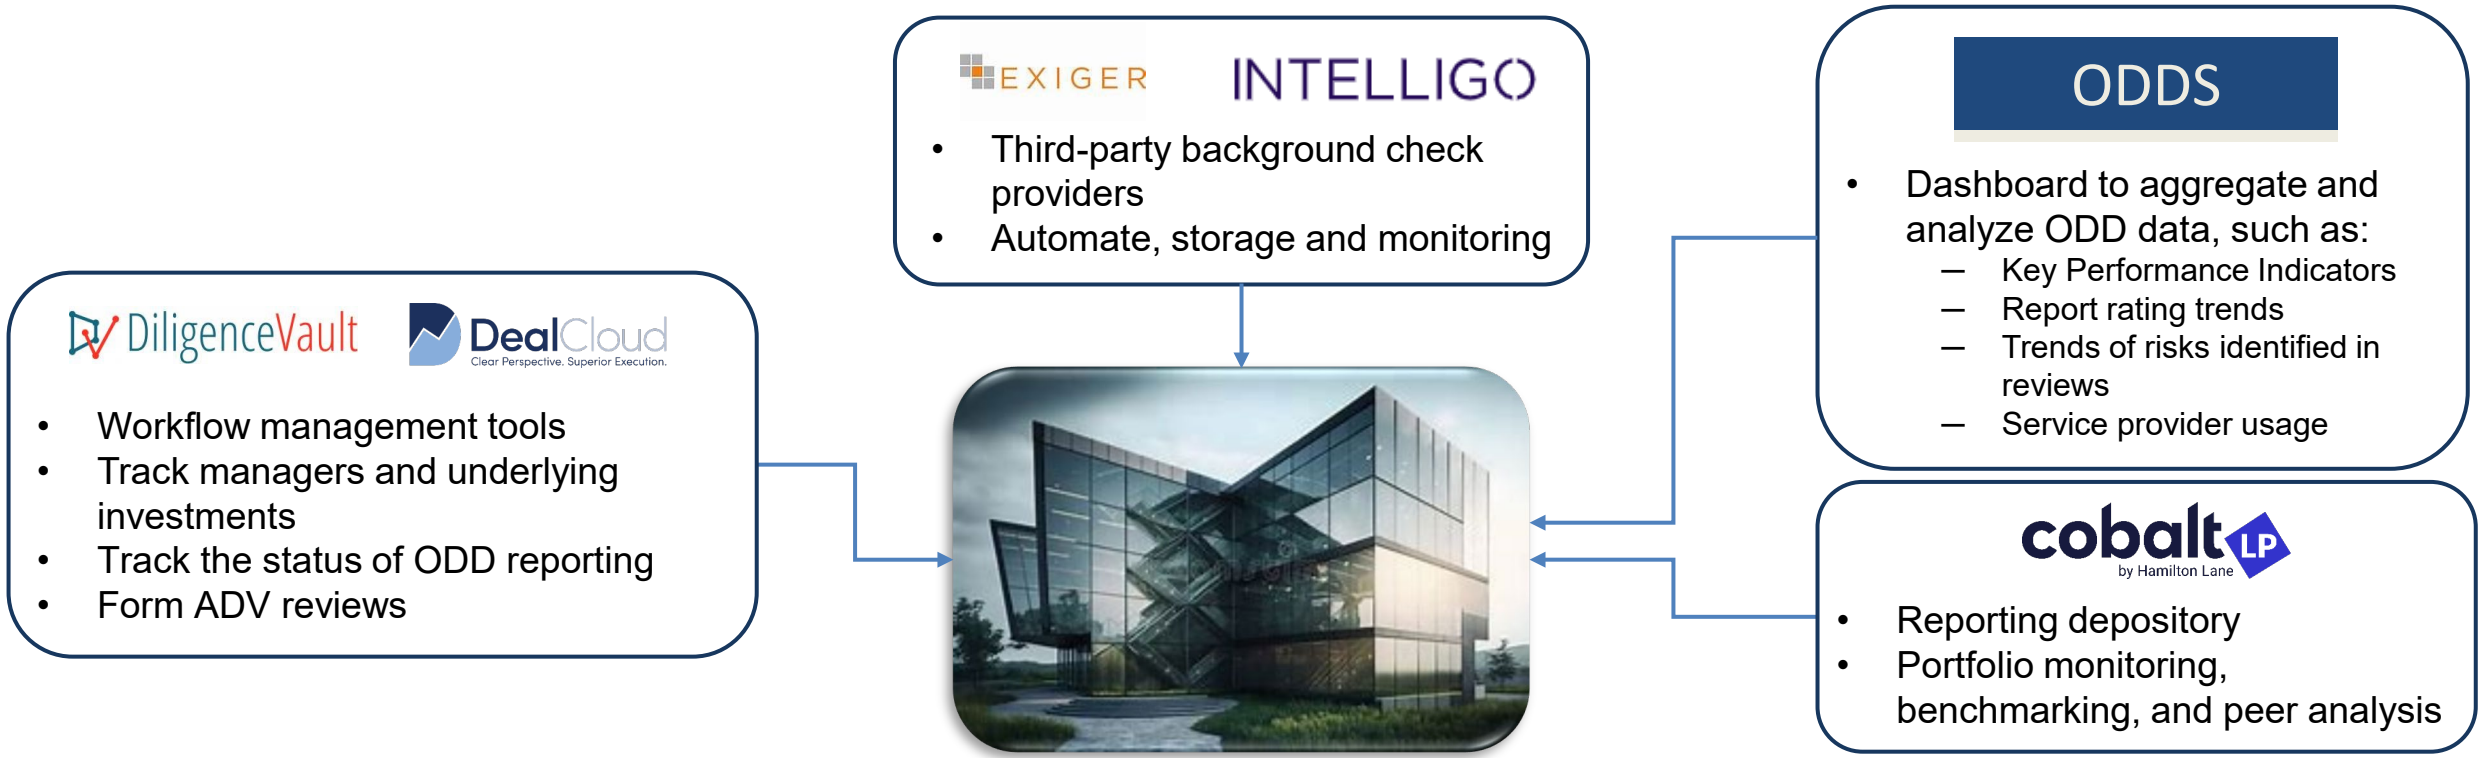 EXIGER
INTELLIGO
• Third-party background check
providers
• Automate, storage and monitoring
ODDS
• Dashboard to aggregate and
analyze ODD data, such as:
— Key Performance Indicators
— Report rating trends
— Trends of risks identified in
reviews
— Service provider usage
DiligenceVault
DealCloud
Clear Perspective. Superior Execution.
• Workflow management tools
• Track managers and underlying
investments
• Track the status of ODD reporting
• Form ADV reviews
cobalt LP
by Hamilton Lane
• Reporting depository
• Portfolio monitoring,
benchmarking, and peer analysis